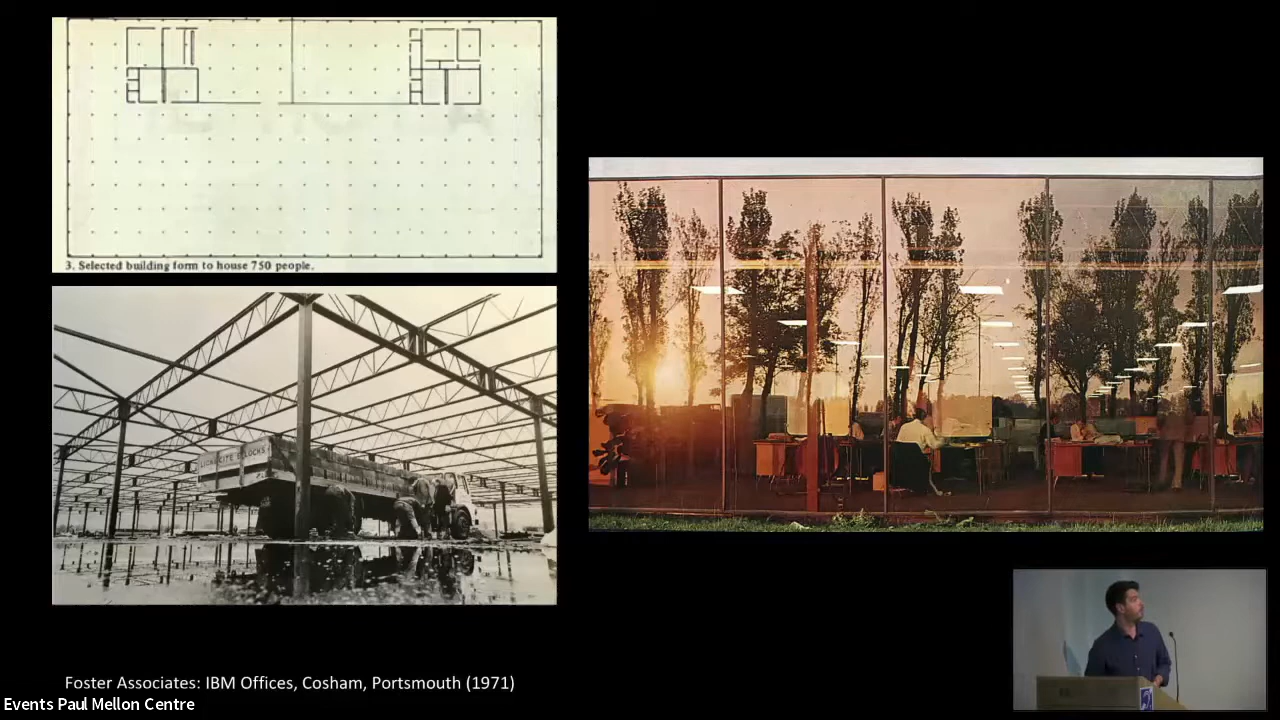 3. Selected building form to house 750 people.
Foster Associates: IBM Offices, Cosham, Portsmouth (1971)
Events Paul Mellon Centre